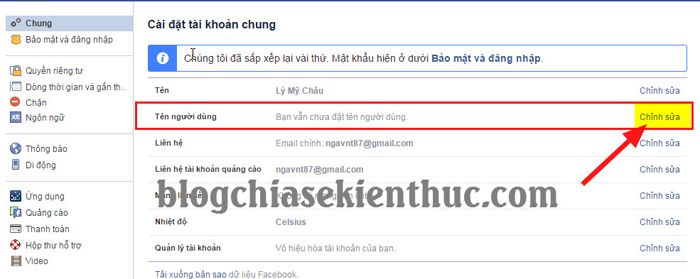 Chung
Bảo mật và đăng nhập
Quyền riêng tư
Dòng thời gian và gắn th...
Chặn
Ngôn ngữ
Thông báo
Di động
Ứng dụng
Quảng cáo
Thanh toán
Hộp thư hỗ trợ
Video
Cài đặt tài khoản chung
Chúng tôi đã sắp xếp lại vài thứ. Mật khẩu hiện ở dưới Bảo mật và đăng nhập.
Tên Lý Mỹ Châu Chỉnh sửa
Tên người dùng Bạn vẫn chưa đặt tên người dùng. Chỉnh sửa
Liên hệ Email chính: ngavnt87@gmail.com Chỉnh sửa
Liên hệ tài khoản quảng cáo ngavnt87@gmail.com Chỉnh sửa
Chỉnh sửa
blogchiasekienthuc.com
Nhiệt độ Celsius Chỉnh sửa
Quản lý tài khoản Vô hiệu hóa tài khoản của bạn. Chỉnh sửa
Tải xuống bản sao dữ liệu Facebook.